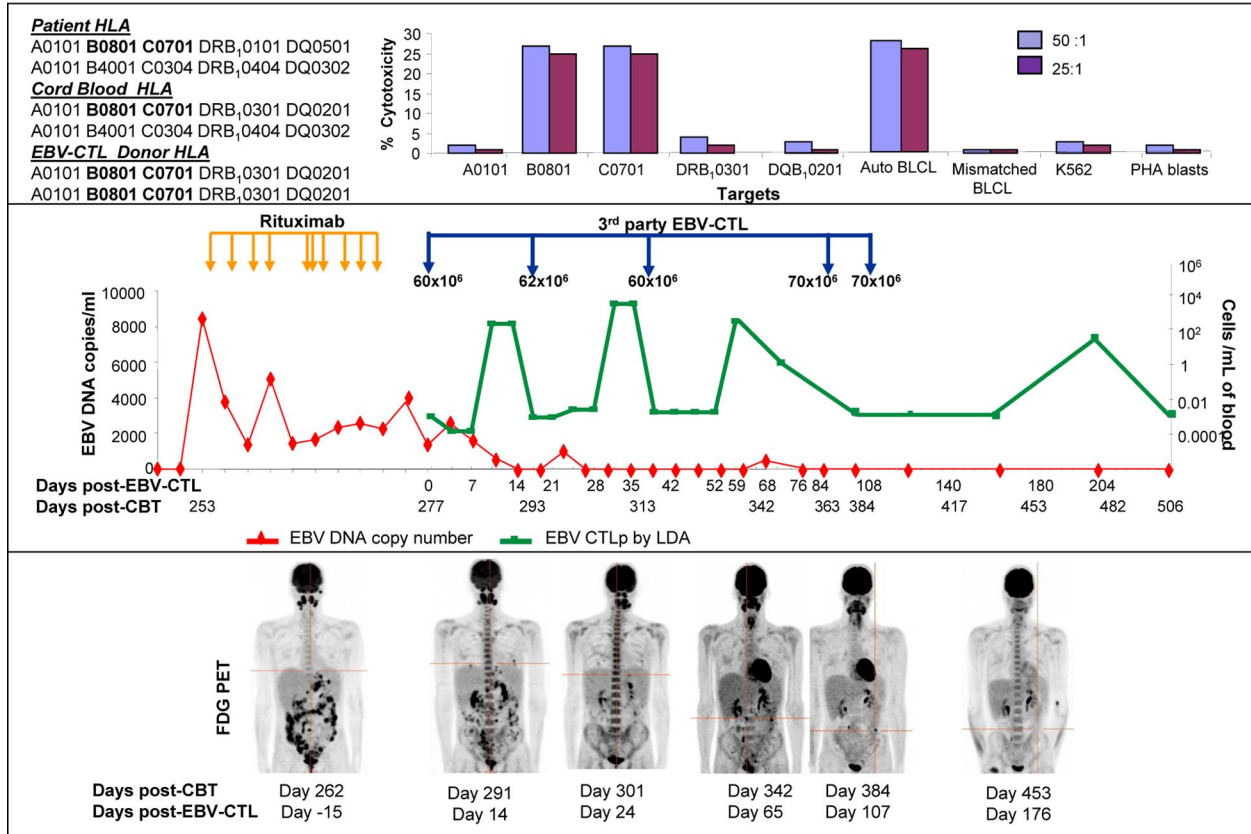 Patient HLA
A0101 B0801 C0701 DRB₁0101 DQ0501
A0101 B4001 C0304 DRB₁0404 DQ0302
Cord Blood HLA
A0101 B0801 C0701 DRB₁0301 DQ0201
A0101 B4001 C0304 DRB₁0404 DQ0302
EBV-CTL Donor HLA
A0101 B0801 C0701 DRB₁0301 DQ0201
A0101 B0801 C0701 DRB₁0301 DQ0201
% Cytotoxicity
30
25
20
15
10
5
0
A0101 B0801 C0701 DRB₁0301 DQB₁0201 Auto BLCL Mismatched BLCL K562 PHA blasts
Targets
50 :1
25:1
Rituximab
3rd party EBV-CTL
60x10⁶ 62x10⁶ 60x10⁶ 70x10⁶ 70x10⁶
EBV DNA copies/ml
10000
8000
6000
4000
2000
0
Cells /mL of blood
10⁶
10⁴
10²
1
0.01
0.0001
Days post-EBV-CTL 0 7 14 21 28 35 42 52 59 68 76 84 108 140 180 204
Days post-CBT 253 277 293 313 342 363 384 417 453 482 506
EBV DNA copy number EBV CTLp by LDA
FDG PET
Days post-CBT Day 262 Day 291 Day 301 Day 342 Day 384 Day 453
Days post-EBV-CTL Day -15 Day 14 Day 24 Day 65 Day 107 Day 176